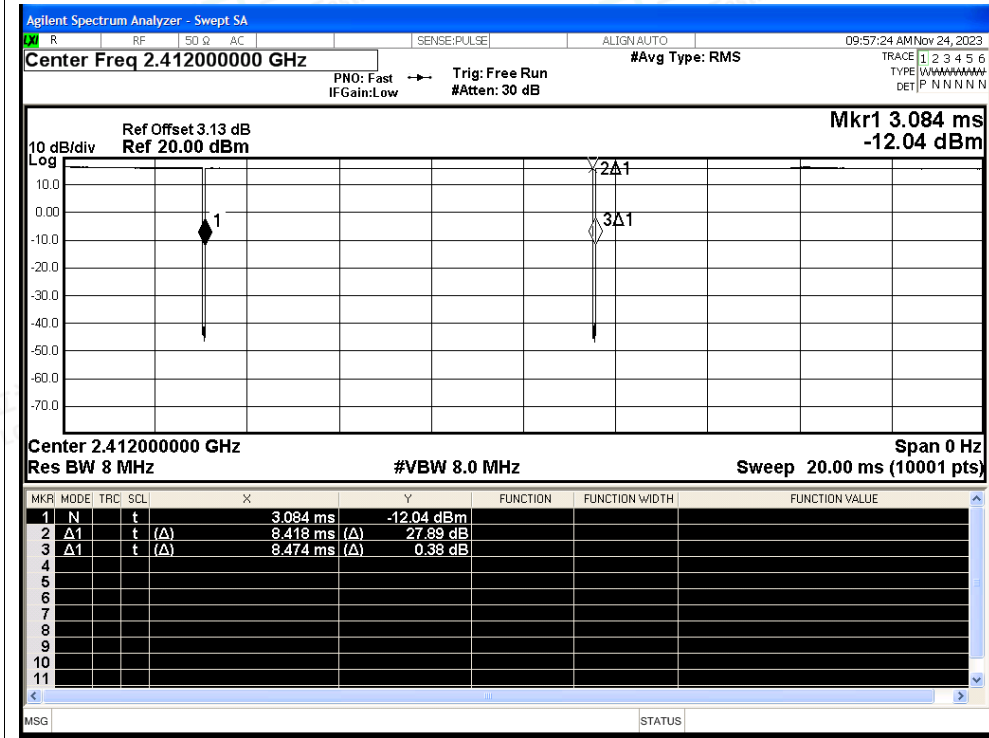 Agilent Spectrum Analyzer - Swept SA
LXI R RF 50 Ω AC SENSE:PULSE ALIGN AUTO 09:57:24 AM Nov 24, 2023
Center Freq 2.412000000 GHz #Avg Type: RMS TRACE 1 2 3 4 5 6
PNO: Fast Trig: Free Run TYPE WWWWWW
IFGain:Low #Atten: 30 dB DET P N N N N N
Mkr1 3.084 ms
Ref Offset 3.13 dB
10 dB/div Ref 20.00 dBm -12.04 dBm
Log
2Δ1
10.0
0.00
1 3Δ1
-10.0
-20.0
-30.0
-40.0
-50.0
-60.0
-70.0
Center 2.412000000 GHz Span 0 Hz
Res BW 8 MHz #VBW 8.0 MHz Sweep 20.00 ms (10001 pts)
MKR MODE TRC SCL X Y FUNCTION FUNCTION WIDTH FUNCTION VALUE
1 N t 3.084 ms -12.04 dBm
2 Δ1 t (Δ) 8.418 ms (Δ) 27.89 dB
3 Δ1 t (Δ) 8.474 ms (Δ) 0.38 dB
4
5
6
7
8
9
10
11
MSG STATUS